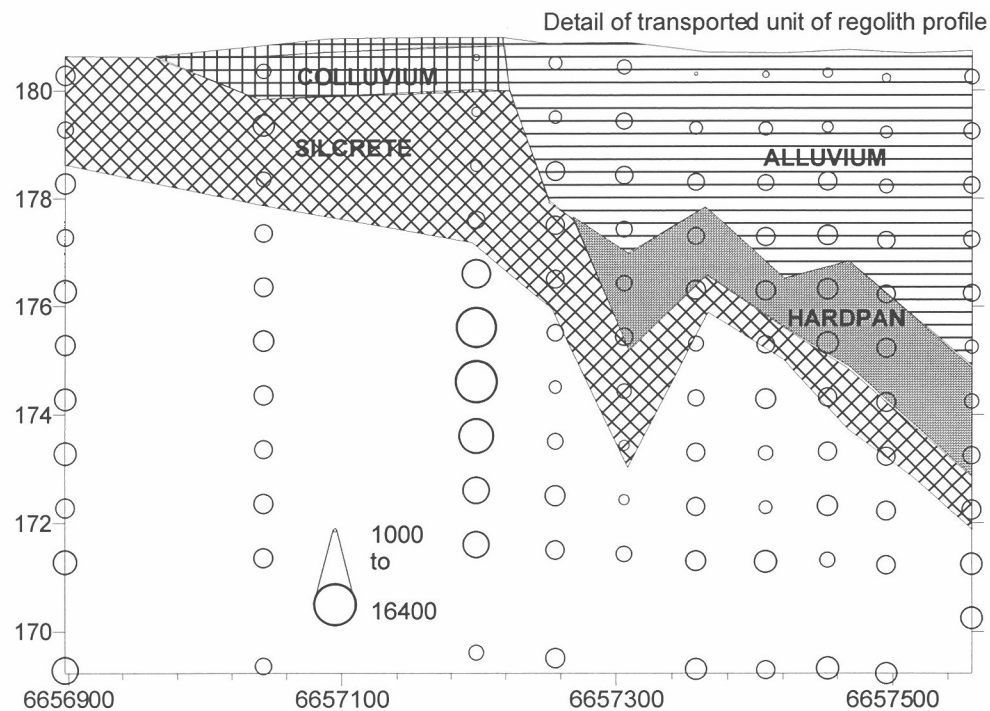 Detail of transported unit of regolith profile
COLLUVIUM
180
SILCRETE
ALLUVIUM
178
176
HARDPAN
174
172
1000
to
16400
170
6656900
6657100
6657300
6657500